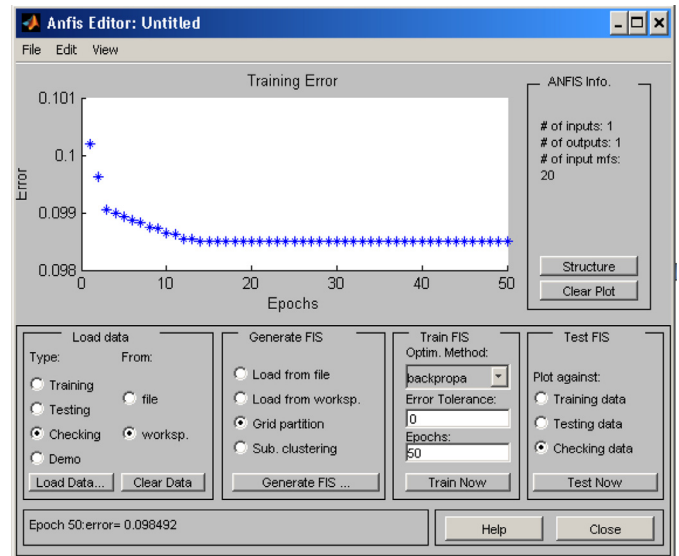 Anfis Editor: Untitled
File Edit View
Training Error
ANFIS Info.
0.101
0.1
0.099
0.098
Error
0 10 20 30 40 50
Epochs
# of inputs: 1
# of outputs: 1
# of input mfs:
20
Structure
Clear Plot
Load data
Type: From:
Training
Testing
Checking
Demo
file
worksp.
Load Data... Clear Data
Generate FIS
Load from file
Load from worksp.
Grid partition
Sub. clustering
Generate FIS ...
Train FIS
Optim. Method:
backpropa
Error Tolerance:
0
Epochs:
50
Train Now
Test FIS
Plot against:
Training data
Testing data
Checking data
Test Now
Epoch 50:error= 0.098492
Help
Close